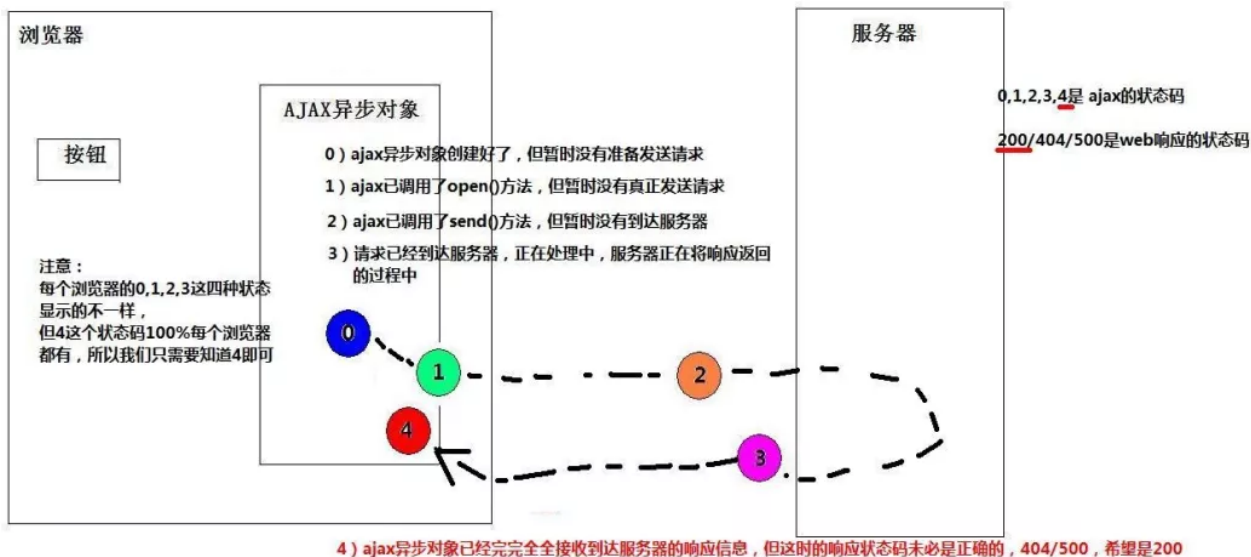 浏览器
服务器
0,1,2,3,4是 ajax的状态码
AJAX异步对象
200/404/500是web响应的状态码
按钮
0）ajax异步对象创建好了，但暂时没有准备发送请求
1）ajax已调用了open()方法，但暂时没有真正发送请求
2）ajax已调用了send()方法，但暂时没有到达服务器
3）请求已经到达服务器，正在处理中，服务器正在将响应返回
的过程中
注意：
每个浏览器的0,1,2,3这四种状态
显示的不一样，
但4这个状态码100%每个浏览器
都有，所以我们只需要知道4即可
0
1
2
4
3
4）ajax异步对象已经完完全全接收到达服务器的响应信息，但这时的响应状态码未必是正确的，404/500，希望是200